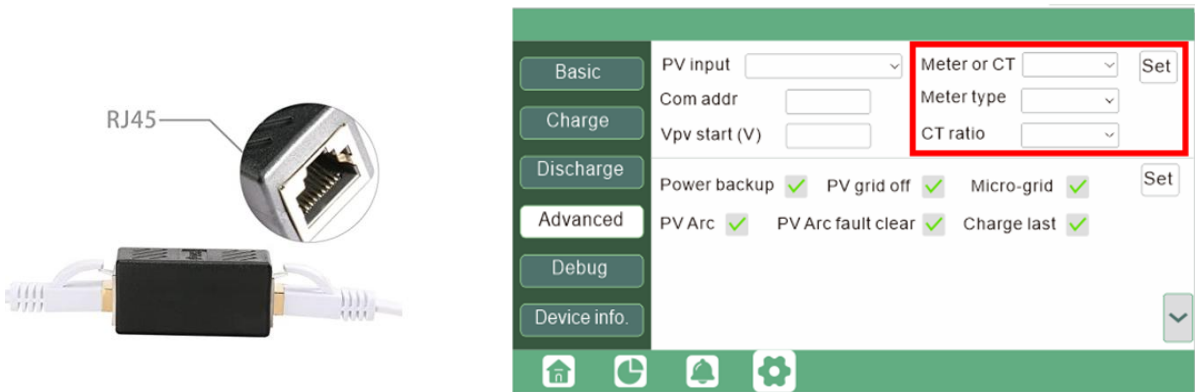 RJ45
Basic
Charge
Discharge
Advanced
Debug
Device info.
PV input
Com addr
Vpv start (V)
Meter or CT
Meter type
CT ratio
Set
Power backup PV grid off Micro-grid
Set
PV Arc PV Arc fault clear Charge last